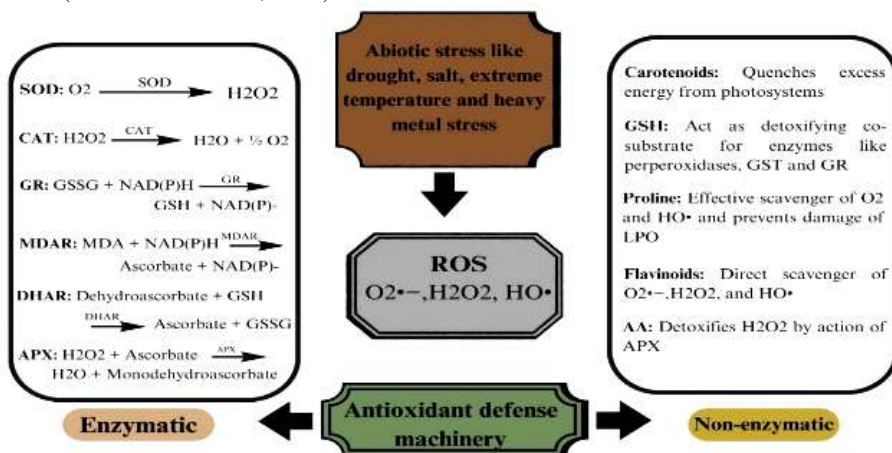 Abiotic stress like
drought, salt, extreme
temperature and heavy
metal stress
SOD: O2 SOD H2O2
CAT: H2O2 CAT H2O + ½ O2
GR: GSSG + NAD(P)H GR
GSH + NAD(P)-
MDAR: MDA + NAD(P)H MDAR
Ascorbate + NAD(P)-
DHAR: Dehydroascorbate + GSH
DHAR Ascorbate + GSSG
APX: H2O2 + Ascorbate APX
H2O + Monodehydroascorbate
Enzymatic
ROS
O2•−,H2O2, HO•
Antioxidant defense
machinery
Carotenoids: Quenches excess
energy from photosystems
GSH: Act as detoxifying co-
substrate for enzymes like
perperoxidases, GST and GR
Proline: Effective scavenger of O2
and HO• and prevents damage of
LPO
Flavinoids: Direct scavenger of
O2•−,H2O2, and HO•
AA: Detoxifies H2O2 by action of
APX
Non-enzymatic